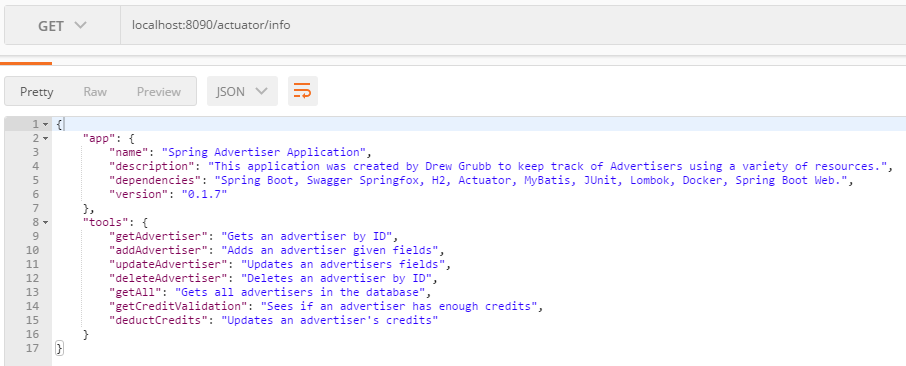 GET localhost:8090/actuator/info
Pretty Raw Preview JSON
1 {
2 "app": {
3 "name": "Spring Advertiser Application",
4 "description": "This application was created by Drew Grubb to keep track of Advertisers using a variety of resources.",
5 "dependencies": "Spring Boot, Swagger Springfox, H2, Actuator, MyBatis, JUnit, Lombok, Docker, Spring Boot Web.",
6 "version": "0.1.7"
7 },
8 "tools": {
9 "getAdvertiser": "Gets an advertiser by ID",
10 "addAdvertiser": "Adds an advertiser given fields",
11 "updateAdvertiser": "Updates an advertisers fields",
12 "deleteAdvertiser": "Deletes an advertiser by ID",
13 "getAll": "Gets all advertisers in the database",
14 "getCreditValidation": "Sees if an advertiser has enough credits",
15 "deductCredits": "Updates an advertiser's credits"
16 }
17 }